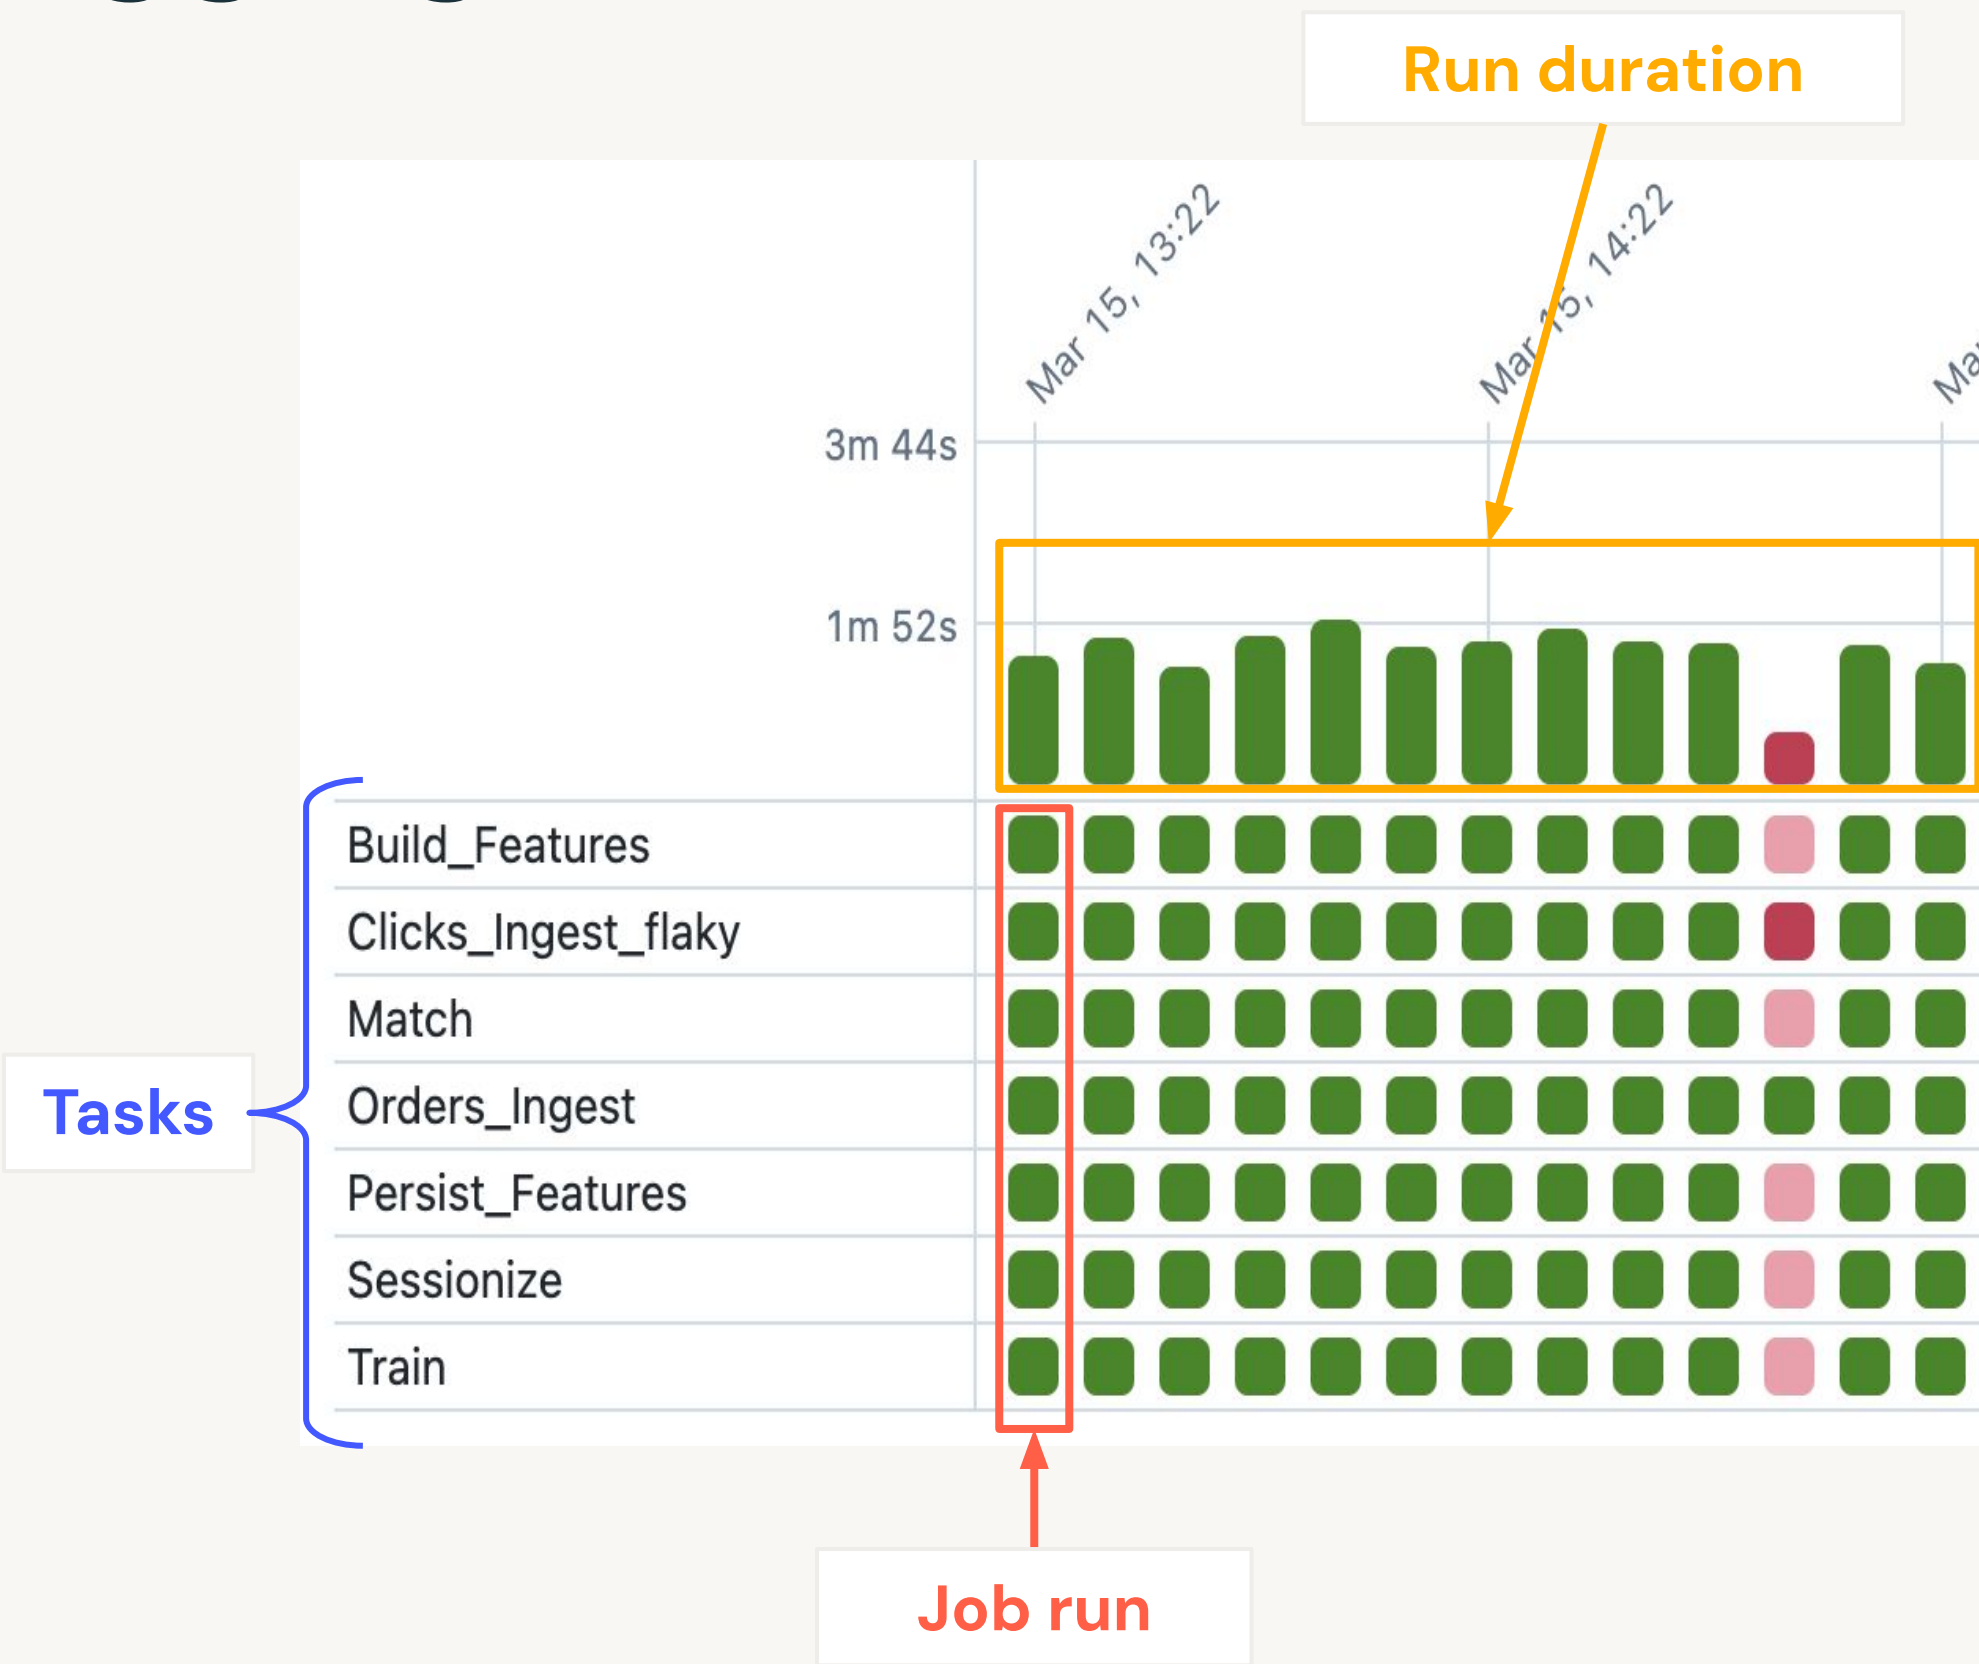 Run duration
Mar 15, 13:22
Mar 15, 14:22
3m 44s
1m 52s
Build_Features
Clicks_Ingest_flaky
Match
Orders_Ingest
Tasks
Persist_Features
Sessionize
Train
Job run